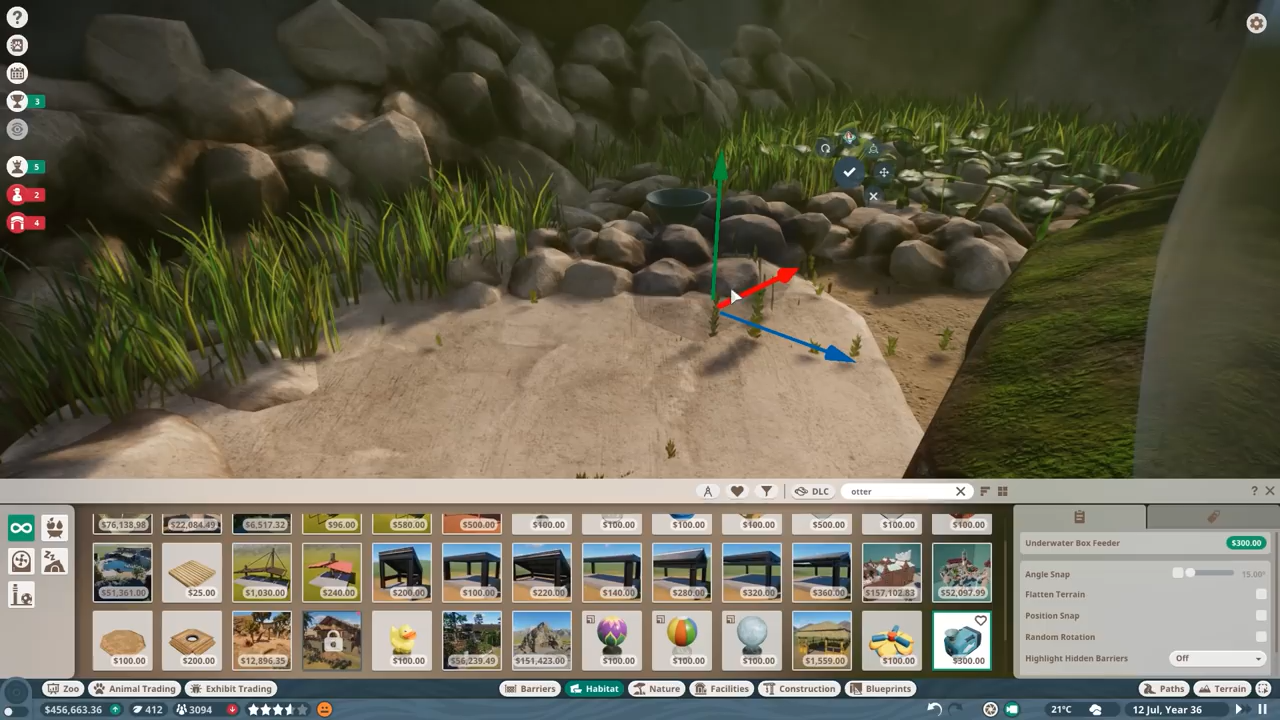 ?
3
5
2
4
DLC
otter
? ✕
$76,138.98 $22,084.49 $6,517.32 $96.00 $580.00 $500.00 $100.00 $100.00 $100.00 $100.00 $500.00 $100.00 $100.00
$51,361.00 $25.00 $1,030.00 $240.00 $200.00 $100.00 $220.00 $140.00 $280.00 $320.00 $360.00 $157,102.83 $52,097.99
$100.00 $200.00 $12,896.35 $100.00 $56,239.49 $151,423.00 $100.00 $100.00 $100.00 $1,559.00 $100.00 $300.00
Underwater Box Feeder $300.00
Angle Snap 15.00°
Flatten Terrain
Position Snap
Random Rotation
Highlight Hidden Barriers Off
Zoo Animal Trading Exhibit Trading Barriers Habitat Nature Facilities Construction Blueprints Paths Terrain
$456,663.36 412 3094 21°C 12 Jul, Year 36